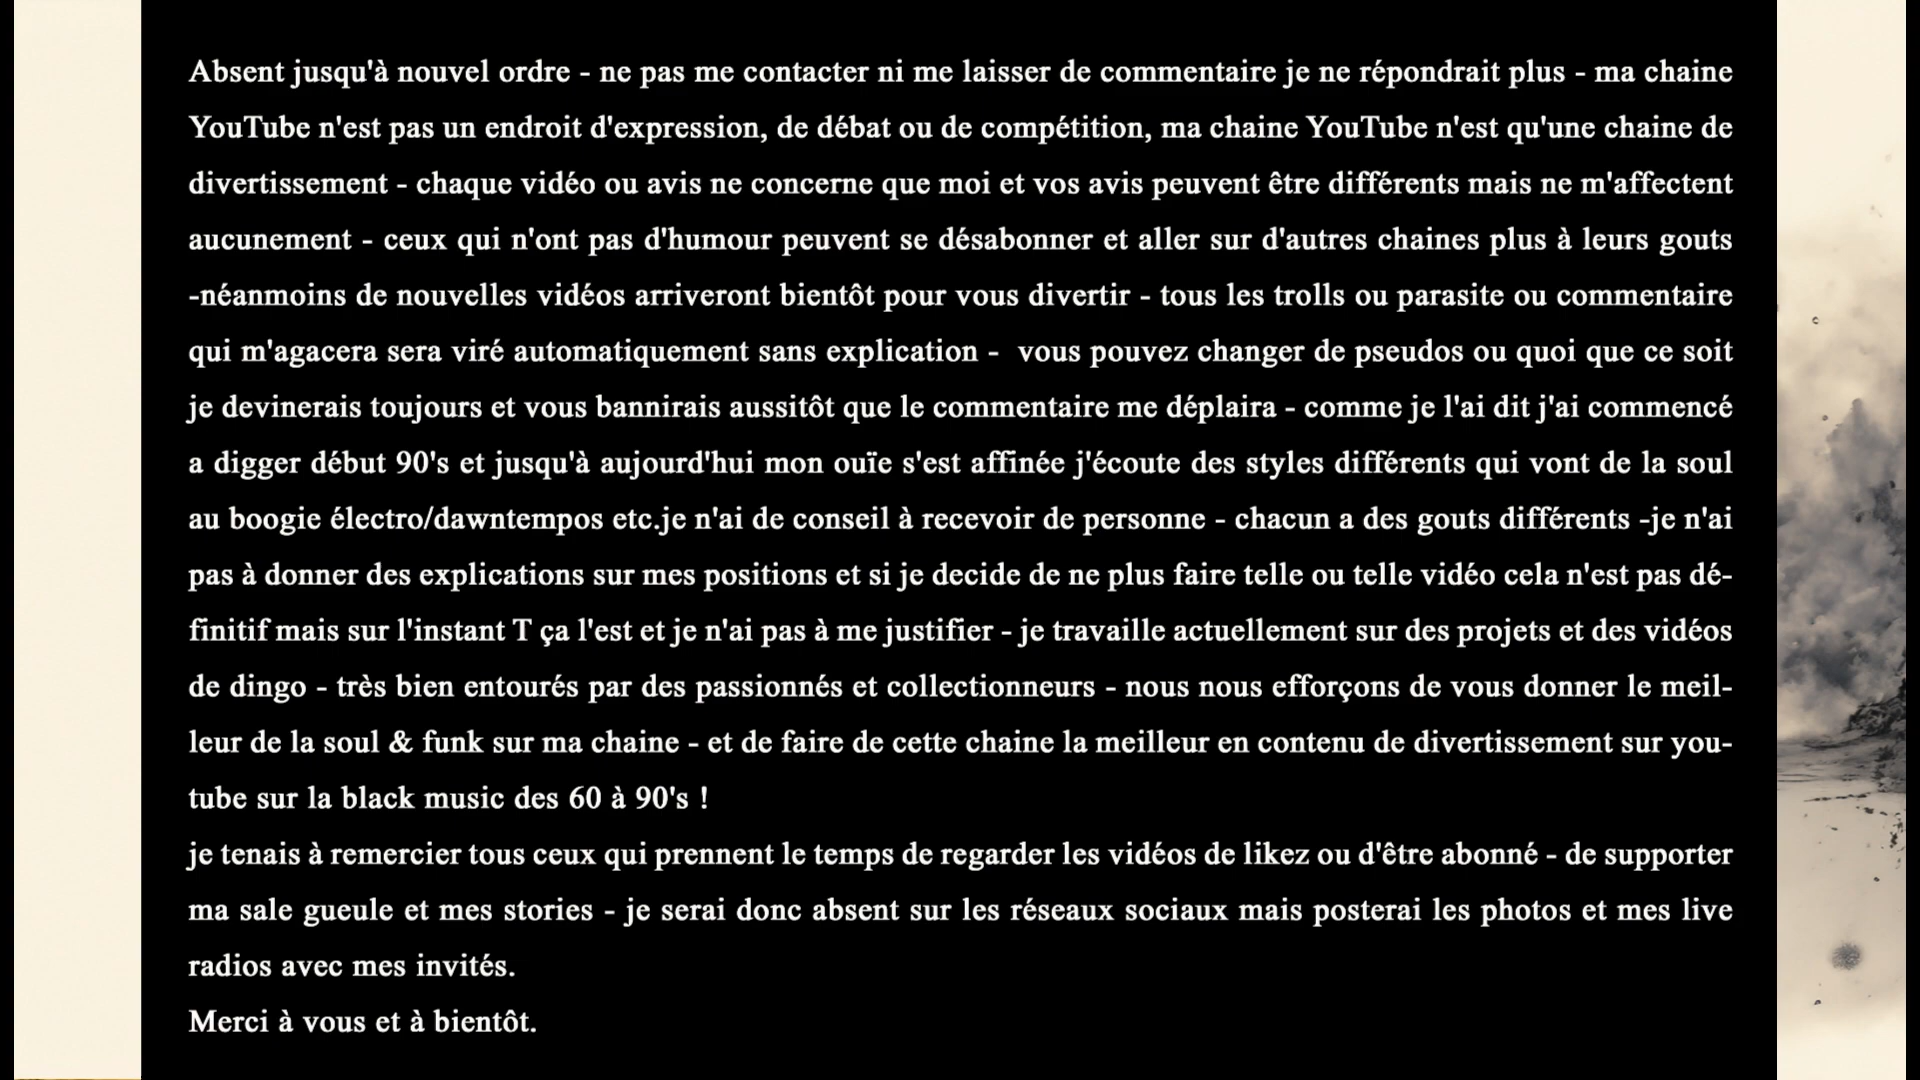 Absent jusqu'à nouvel ordre - ne pas me contacter ni me laisser de commentaire je ne répondrait plus - ma chaine
YouTube n'est pas un endroit d'expression, de débat ou de compétition, ma chaine YouTube n'est qu'une chaine de
divertissement - chaque vidéo ou avis ne concerne que moi et vos avis peuvent être différents mais ne m'affectent
aucunement - ceux qui n'ont pas d'humour peuvent se désabonner et aller sur d'autres chaines plus à leurs gouts
-néanmoins de nouvelles vidéos arriveront bientôt pour vous divertir - tous les trolls ou parasite ou commentaire
qui m'agacera sera viré automatiquement sans explication -  vous pouvez changer de pseudos ou quoi que ce soit
je devinerais toujours et vous bannirais aussitôt que le commentaire me déplaira - comme je l'ai dit j'ai commencé
a digger début 90's et jusqu'à aujourd'hui mon ouïe s'est affinée j'écoute des styles différents qui vont de la soul
au boogie électro/dawntempos etc.je n'ai de conseil à recevoir de personne - chacun a des gouts différents -je n'ai
pas à donner des explications sur mes positions et si je decide de ne plus faire telle ou telle vidéo cela n'est pas dé-
finitif mais sur l'instant T ça l'est et je n'ai pas à me justifier - je travaille actuellement sur des projets et des vidéos
de dingo - très bien entourés par des passionnés et collectionneurs - nous nous efforçons de vous donner le meil-
leur de la soul & funk sur ma chaine - et de faire de cette chaine la meilleur en contenu de divertissement sur you-
tube sur la black music des 60 à 90's !
je tenais à remercier tous ceux qui prennent le temps de regarder les vidéos de likez ou d'être abonné - de supporter
ma sale gueule et mes stories - je serai donc absent sur les réseaux sociaux mais posterai les photos et mes live
radios avec mes invités.
Merci à vous et à bientôt.